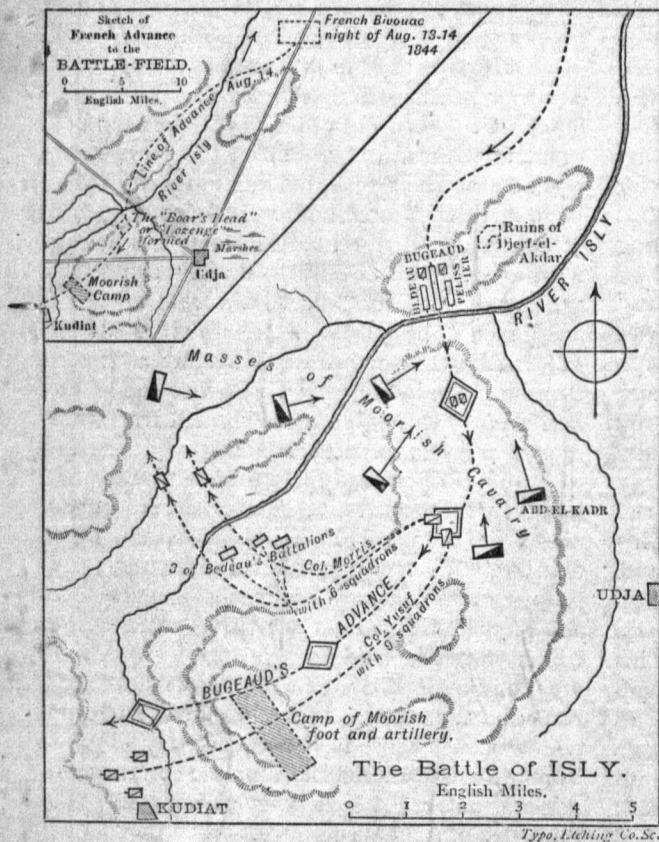 Sketch of
French Advance
to the
BATTLE-FIELD.
0 5 10
English Miles.
French Bivouac
night of Aug. 13-14
1844
Line of Advance Aug. 14.
River Isly
The "Boar's Head"
or "Lozenge"
formed
Marshes
Udja
Moorish
Camp
Kudiat
Ruins of
Djerf-el-
Akdar
BUGEAUD
BEDEAU
PELISSIER
RIVER ISLY
Masses of
Moorish
Cavalry
ABD-EL-KADR
3 of Bedeau's Battalions
Col. Morris
with 6 squadrons
UDJA
BUGEAUD'S ADVANCE
Col. Yusuf
with 9 squadrons
Camp of Moorish
foot and artillery.
The Battle of ISLY.
English Miles.
0 1 2 3 4 5
KUDIAT
Typo. Etching Co. Sc.